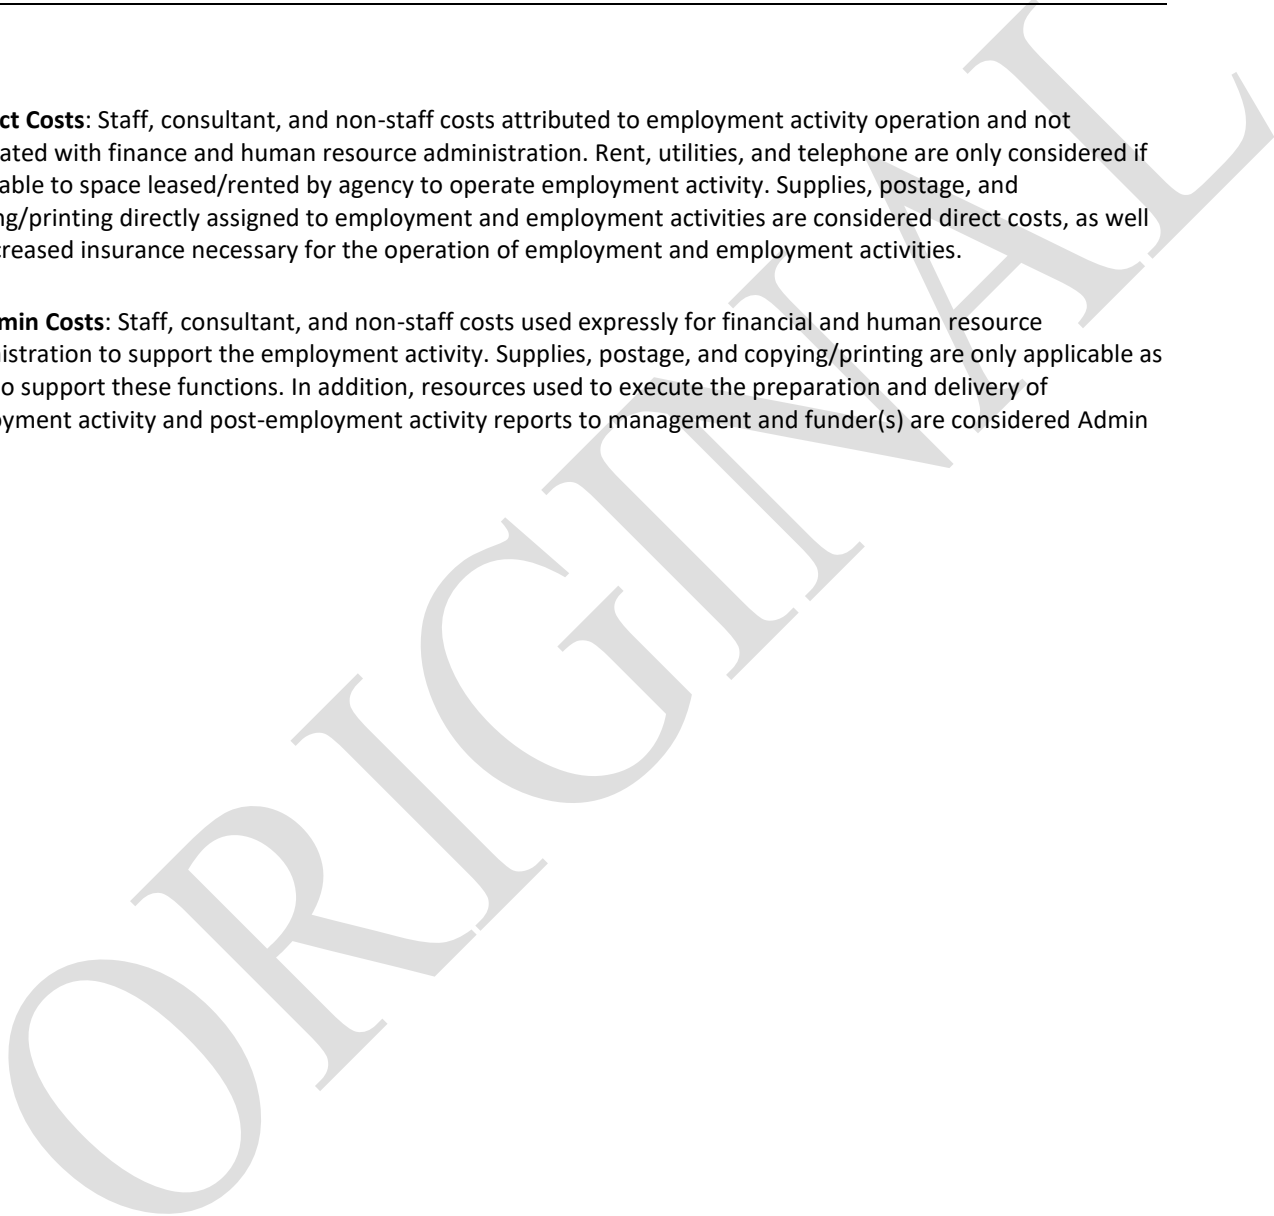 ct Costs: Staff, consultant, and non-staff costs attributed to employment activity operation and not
ated with finance and human resource administration. Rent, utilities, and telephone are only considered if
able to space leased/rented by agency to operate employment activity. Supplies, postage, and
ng/printing directly assigned to employment and employment activities are considered direct costs, as well
creased insurance necessary for the operation of employment and employment activities.
min Costs: Staff, consultant, and non-staff costs used expressly for financial and human resource
istration to support the employment activity. Supplies, postage, and copying/printing are only applicable as
o support these functions. In addition, resources used to execute the preparation and delivery of
oyment activity and post-employment activity reports to management and funder(s) are considered Admin
ORIGINAL